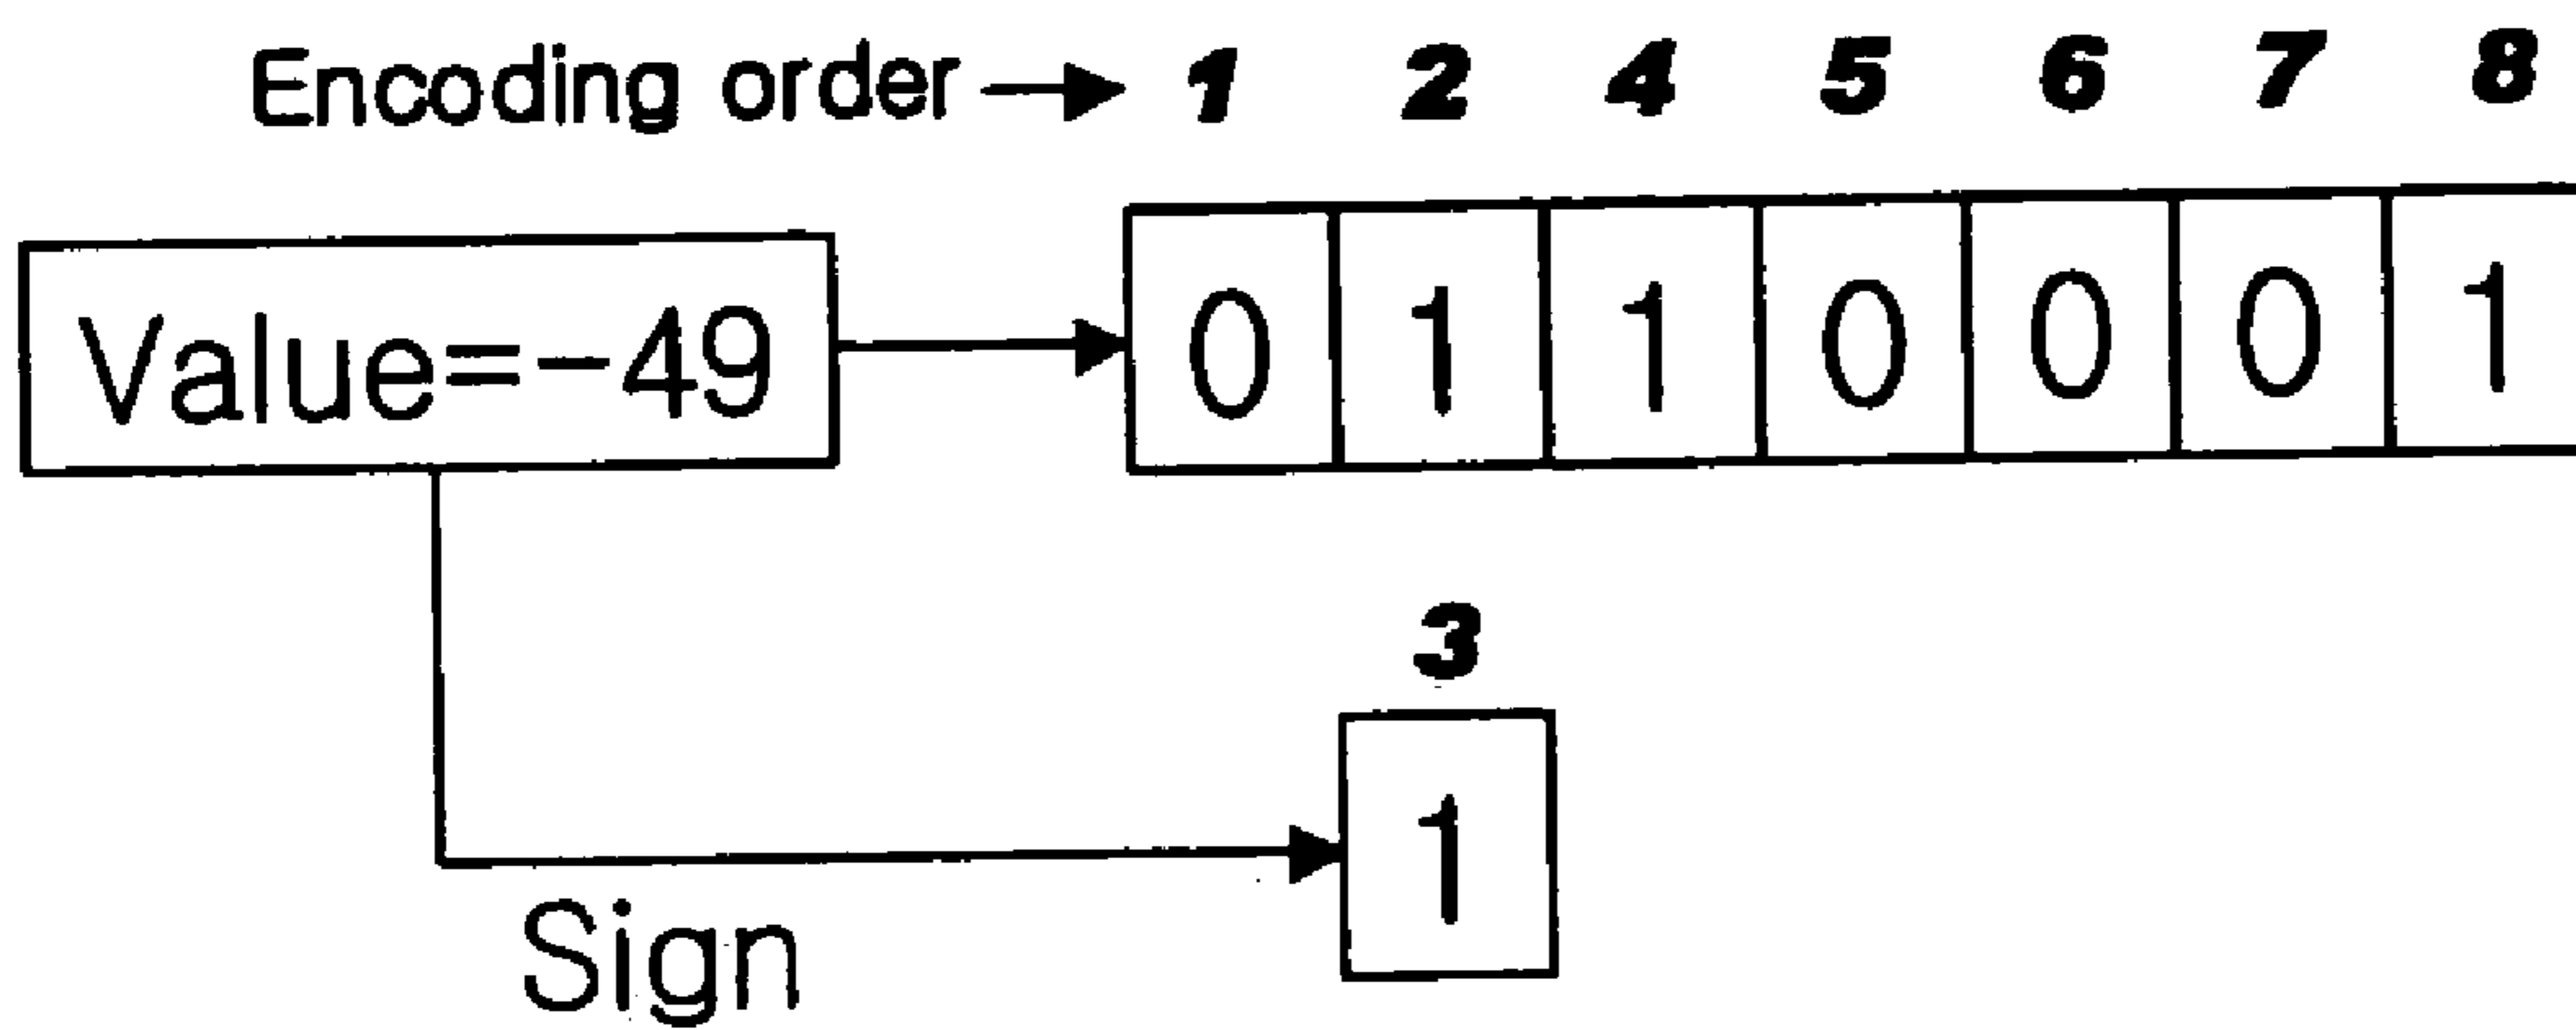 Encoding order 1 2 4 5 6 7 8
Value=-49 0 1 1 0 0 0 1
3
1
Sign